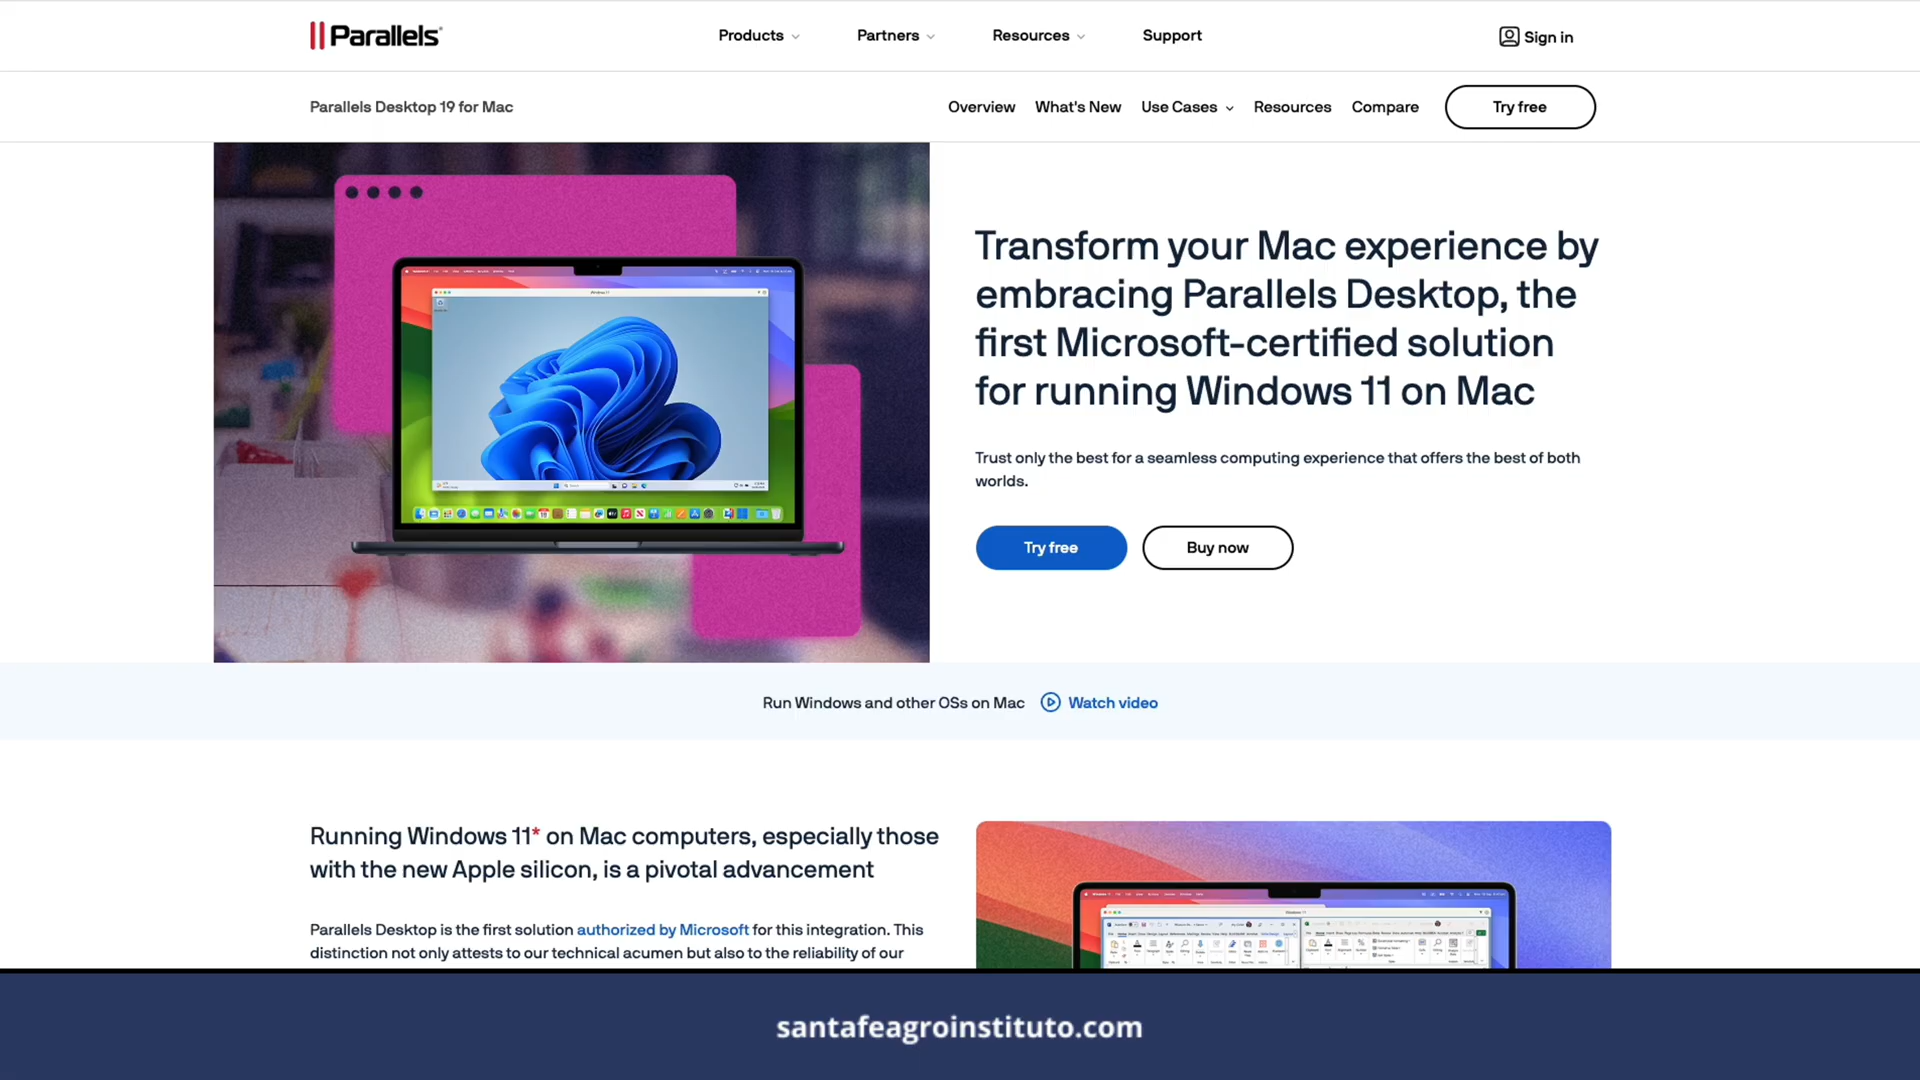 Parallels
Products
Partners
Resources
Support
Sign in
Parallels Desktop 19 for Mac
Overview
What's New
Use Cases
Resources
Compare
Try free
Transform your Mac experience by
embracing Parallels Desktop, the
first Microsoft-certified solution
for running Windows 11 on Mac
Trust only the best for a seamless computing experience that offers the best of both
worlds.
Try free
Buy now
Run Windows and other OSs on Mac
Watch video
Running Windows 11* on Mac computers, especially those
with the new Apple silicon, is a pivotal advancement
Parallels Desktop is the first solution authorized by Microsoft for this integration. This
distinction not only attests to our technical acumen but also to the reliability of our
santafeagroinstituto.com